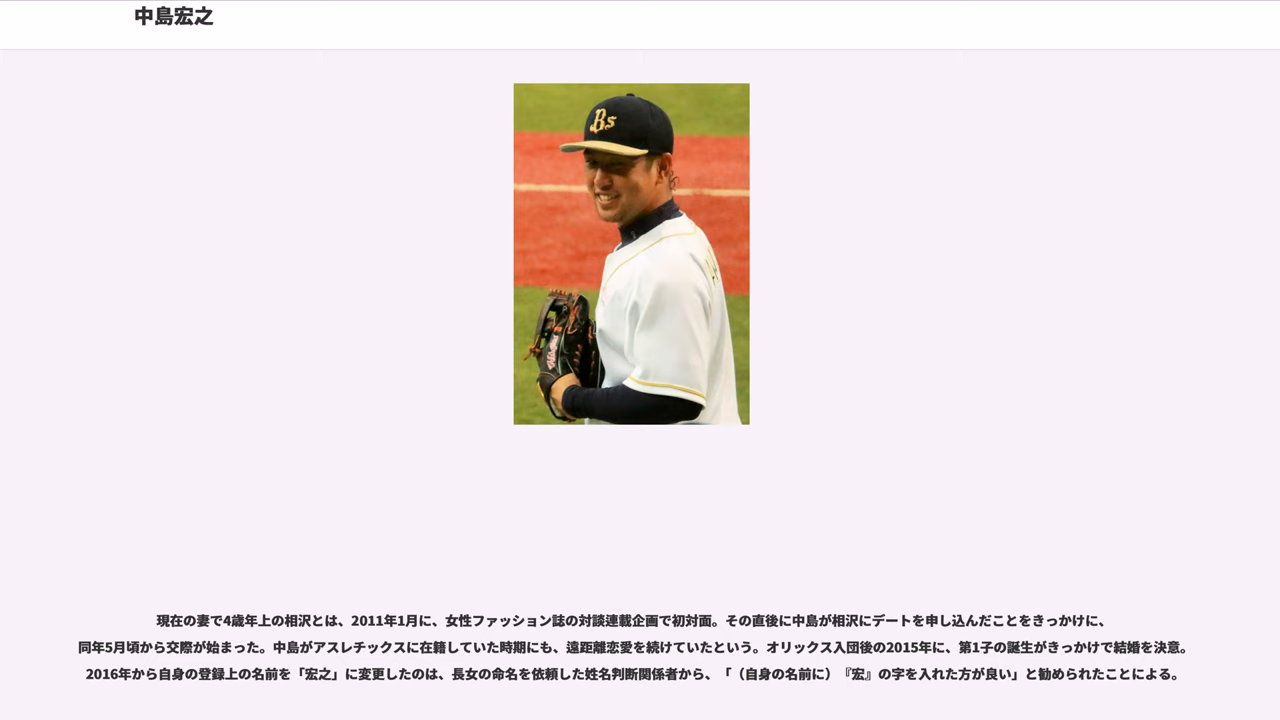 中島宏之
Bs
現在の妻で4歳年上の相沢とは、2011年1月に、女性ファッション誌の対談連載企画で初対面。その直後に中島が相沢にデートを申し込んだことをきっかけに、
同年5月頃から交際が始まった。中島がアスレチックスに在籍していた時期にも、遠距離恋愛を続けていたという。オリックス入団後の2015年に、第1子の誕生がきっかけで結婚を決意。
2016年から自身の登録上の名前を「宏之」に変更したのは、長女の命名を依頼した姓名判断関係者から、「（自身の名前に）『宏』の字を入れた方が良い」と勧められたことによる。